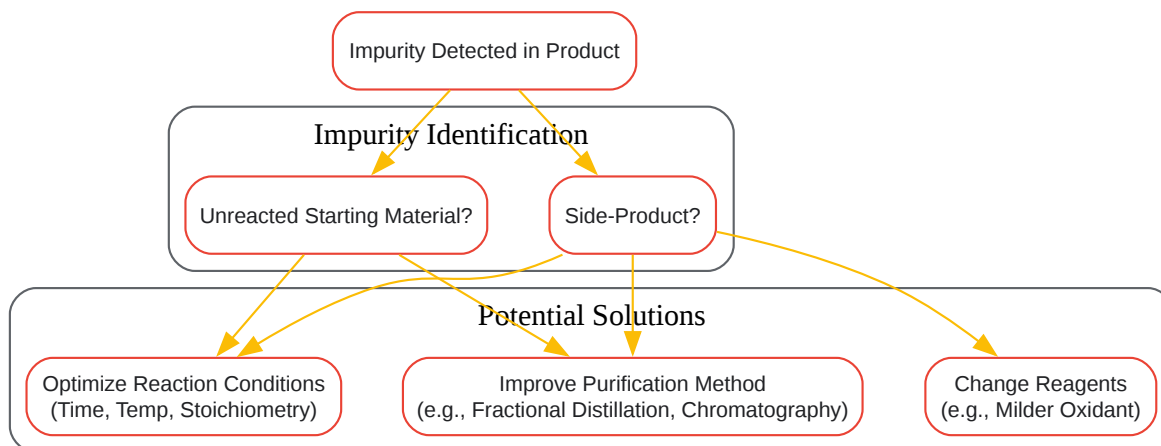 Impurity Detected in Product
Impurity Identification
Unreacted Starting Material?
Side-Product?
Potential Solutions
Optimize Reaction Conditions
(Time, Temp, Stoichiometry)
Improve Purification Method
(e.g., Fractional Distillation, Chromatography)
Change Reagents
(e.g., Milder Oxidant)